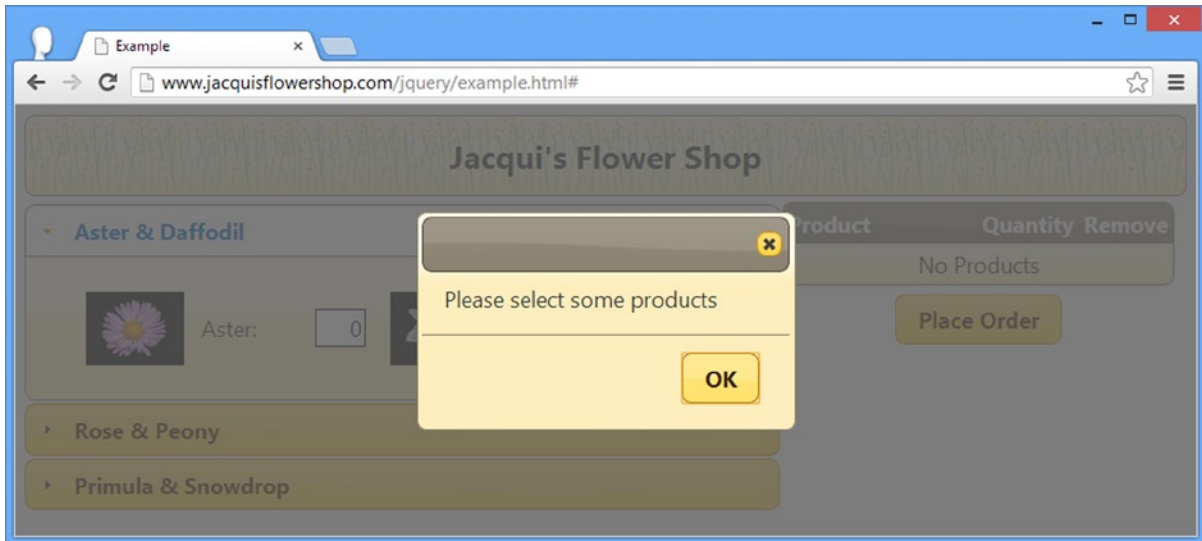 Example
www.jacquisflowershop.com/jquery/example.html#
Jacqui's Flower Shop
Aster & Daffodil
Product Quantity Remove
No Products
Please select some products
Aster: 0
Place Order
OK
Rose & Peony
Primula & Snowdrop